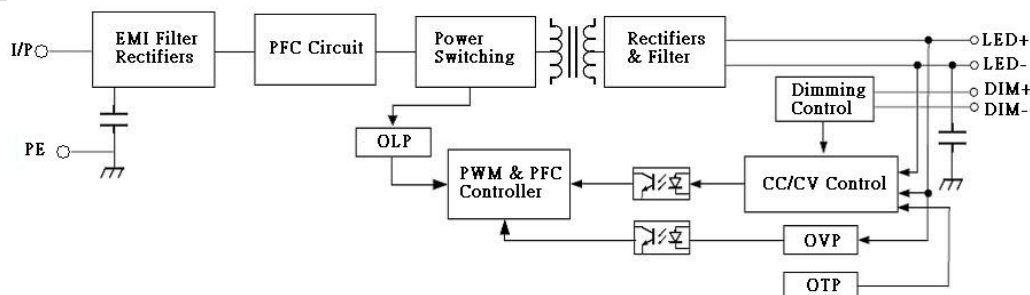 I/P
EMI Filter
Rectifiers
PFC Circuit
Power
Switching
Rectifiers
& Filter
LED+
LED-
Dimming
Control
DIM+
DIM-
PE
OLP
PWM & PFC
Controller
CC/CV Control
OVP
OTP